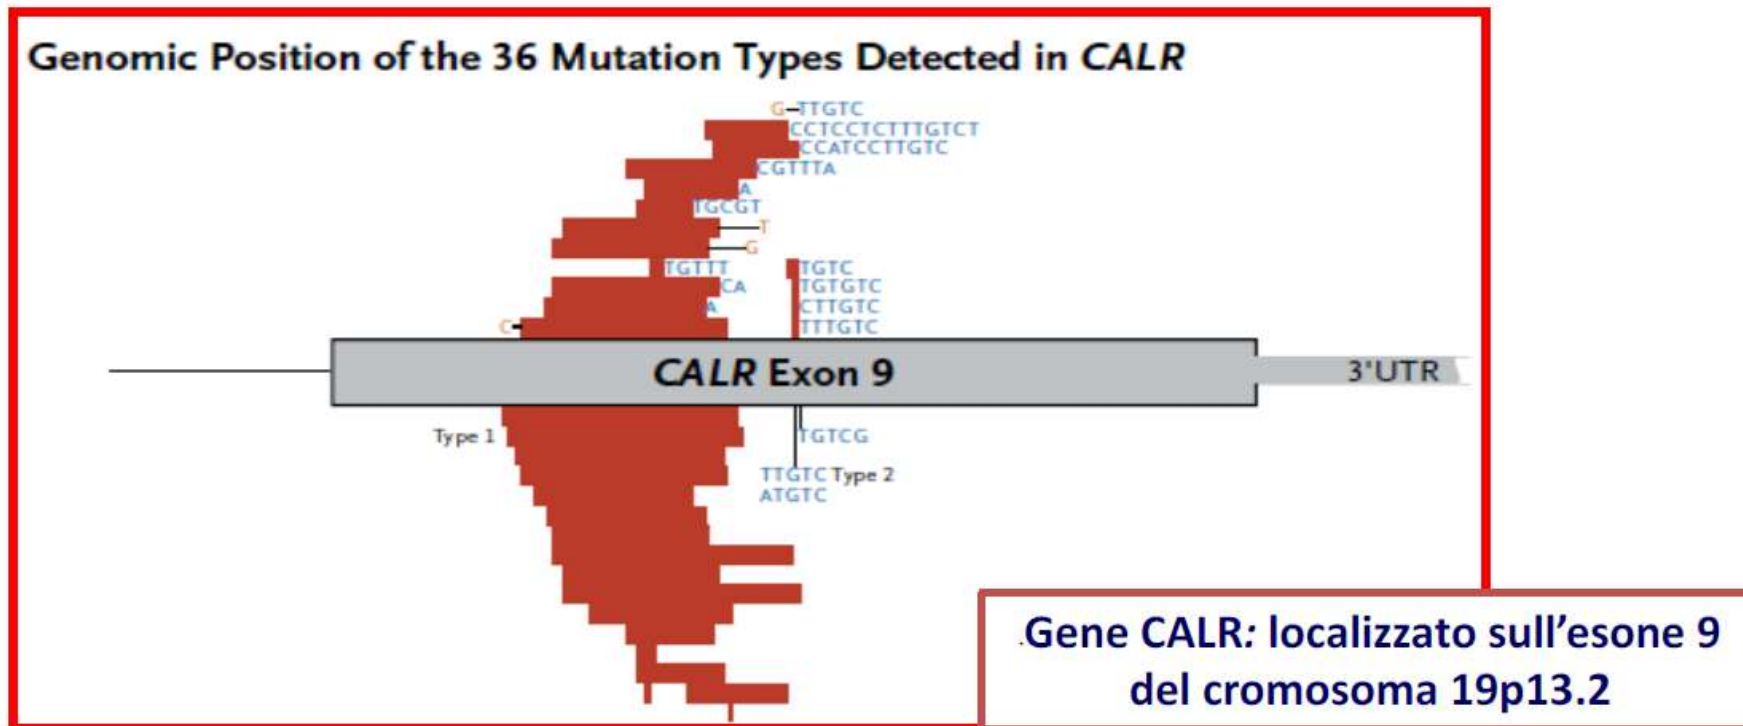 Genomic Position of the 36 Mutation Types Detected in CALR
G TTGTC
CCTCCTCTTTGTCT
CCATCCTTGTC
CGTTTA
A
TGCGT
T
G
TGTTT TGTC
CA TGTGTC
A CTTGTC
C TTTGTC
CALR Exon 9 3'UTR
Type 1 TGTCG
TTGTC Type 2
ATGTC
.Gene CALR: localizzato sull'esone 9
del cromosoma 19p13.2